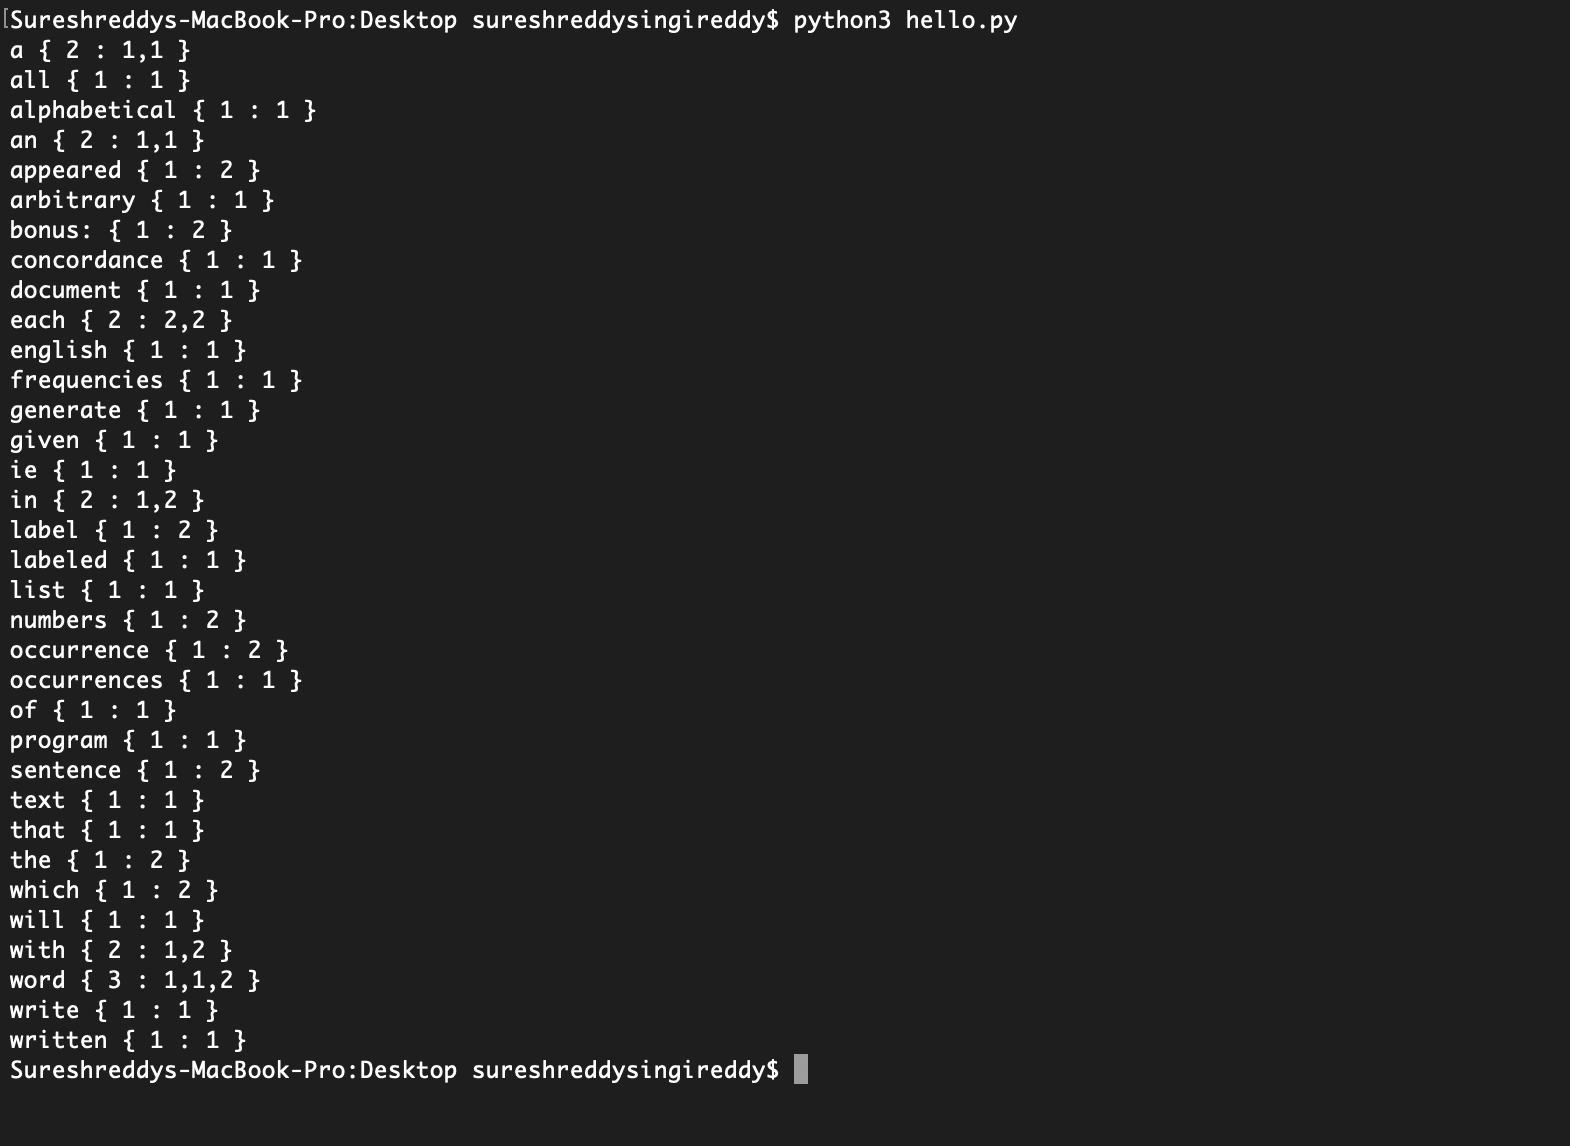 [Sureshreddys-MacBook-Pro:Desktop sureshreddysingireddy$ python3 hello.py
a { 2 : 1,1 }
all { 1 : 1 }
alphabetical { 1 : 1 }
an { 2 : 1,1 }
appeared { 1 : 2 }
arbitrary { 1 : 1 }
bonus: { 1 : 2 }
concordance { 1 : 1 }
document { 1 : 1 }
each { 2 : 2,2 }
english { 1 : 1 }
frequencies { 1 : 1 }
generate { 1 : 1 }
given { 1 : 1 }
ie { 1 : 1 }
in { 2 : 1,2 }
label { 1 : 2 }
labeled { 1 : 1 }
list { 1 : 1 }
numbers { 1 : 2 }
occurrence { 1 : 2 }
occurrences { 1 : 1 }
of { 1 : 1 }
program { 1 : 1 }
sentence { 1 : 2 }
text { 1 : 1 }
that { 1 : 1 }
the { 1 : 2 }
which { 1 : 2 }
will { 1 : 1 }
with { 2 : 1,2 }
word { 3 : 1,1,2 }
write { 1 : 1 }
written { 1 : 1 }
Sureshreddys-MacBook-Pro:Desktop sureshreddysingireddy$